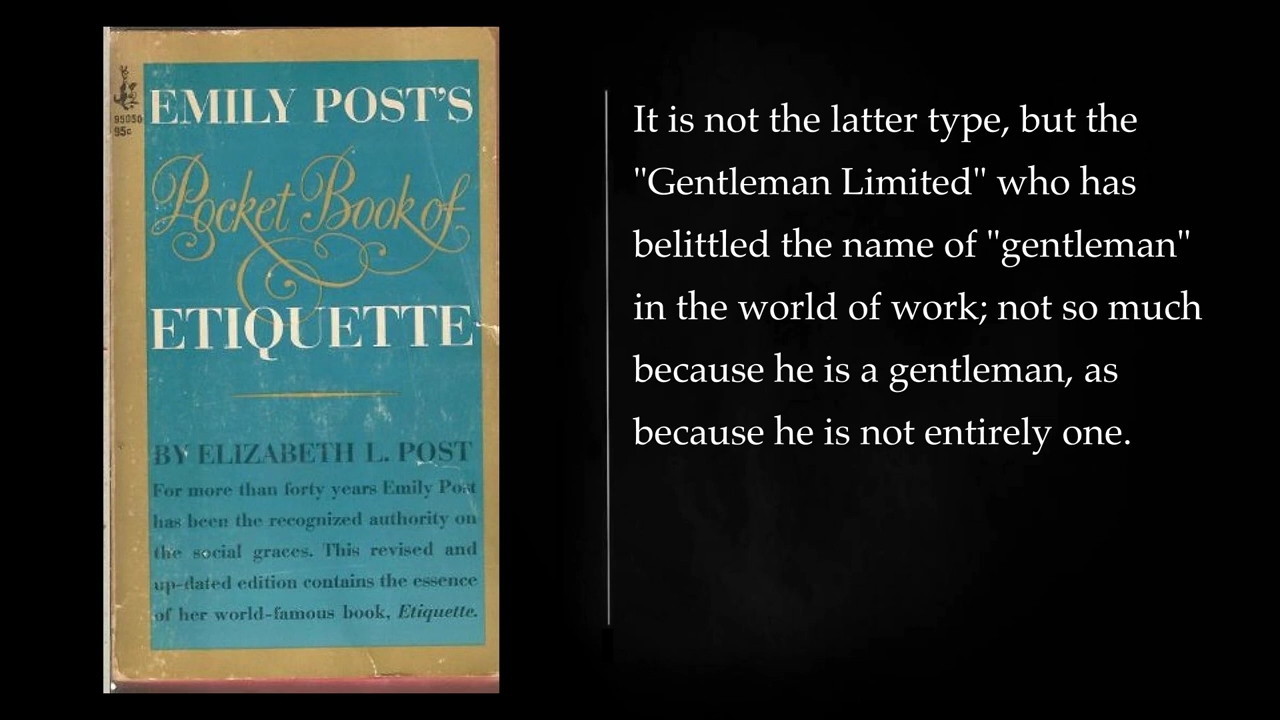 95050
95c
EMILY POST'S
Pocket Book of
ETIQUETTE
BY ELIZABETH L. POST
For more than forty years Emily Post
has been the recognized authority on
the social graces. This revised and
up-dated edition contains the essence
of her world-famous book, Etiquette.
It is not the latter type, but the
"Gentleman Limited" who has
belittled the name of "gentleman"
in the world of work; not so much
because he is a gentleman, as
because he is not entirely one.